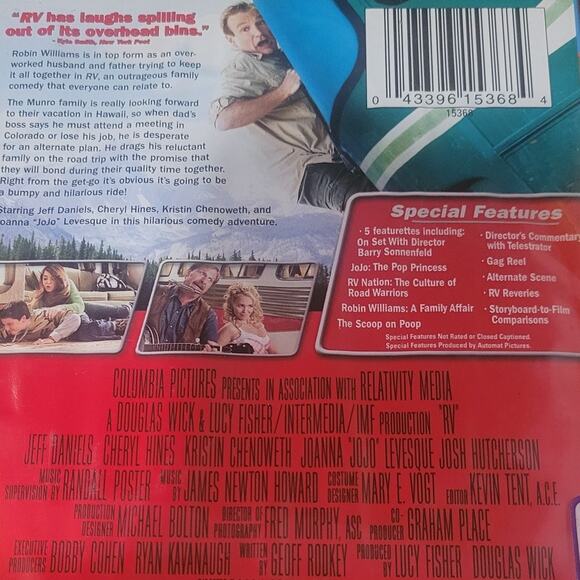 "RV has laughs spilling
out of its overhead bins."
- Kyle Smith, New York Post
Robin Williams is in top form as an over-
worked husband and father trying to keep
it all together in RV, an outrageous family
comedy that everyone can relate to.
The Munro family is really looking forward
to their vacation in Hawaii, so when dad's
boss says he must attend a meeting in
Colorado or lose his job, he is desperate
for an alternate plan. He drags his reluctant
family on the road trip with the promise that
they will bond during their quality time together.
Right from the get-go it's obvious it's going to be
a bumpy and hilarious ride!
Starring Jeff Daniels, Cheryl Hines, Kristin Chenoweth, and
Joanna "JoJo" Levesque in this hilarious comedy adventure.
0 43396 15368 4
15368
Special Features
· 5 featurettes including:
On Set With Director
Barry Sonnenfeld
JoJo: The Pop Princess
RV Nation: The Culture of
Road Warriors
Robin Williams: A Family Affair
The Scoop on Poop
· Director's Commentary
with Telestrator
· Gag Reel
· Alternate Scene
· RV Reveries
· Storyboard-to-Film
Comparisons
Special Features Not Rated or Closed Captioned.
Special Features Produced by Automat Pictures.
COLUMBIA PICTURES PRESENTS IN ASSOCIATION WITH RELATIVITY MEDIA
A DOUGLAS WICK & LUCY FISHER/INTERMEDIA/IMF PRODUCTION "RV"
JEFF DANIELS CHERYL HINES KRISTIN CHENOWETH JOANNA "JOJO" LEVESQUE JOSH HUTCHERSON
MUSIC SUPERVISION BY RANDALL POSTER MUSIC BY JAMES NEWTON HOWARD COSTUME DESIGNER MARY E. VOGT EDITOR KEVIN TENT, A.C.E.
PRODUCTION DESIGNER MICHAEL BOLTON DIRECTOR OF PHOTOGRAPHY FRED MURPHY, ASC CO-PRODUCER GRAHAM PLACE
EXECUTIVE PRODUCERS BOBBY COHEN RYAN KAVANAUGH WRITTEN BY GEOFF RODKEY PRODUCED BY LUCY FISHER DOUGLAS WICK